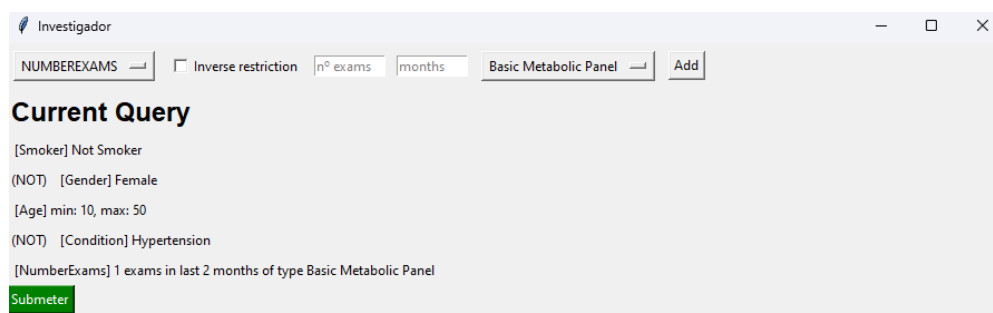 Investigador
NUMBEREXAMS Inverse restriction nº exams months Basic Metabolic Panel Add
Current Query
[Smoker] Not Smoker
(NOT) [Gender] Female
[Age] min: 10, max: 50
(NOT) [Condition] Hypertension
[NumberExams] 1 exams in last 2 months of type Basic Metabolic Panel
Submeter